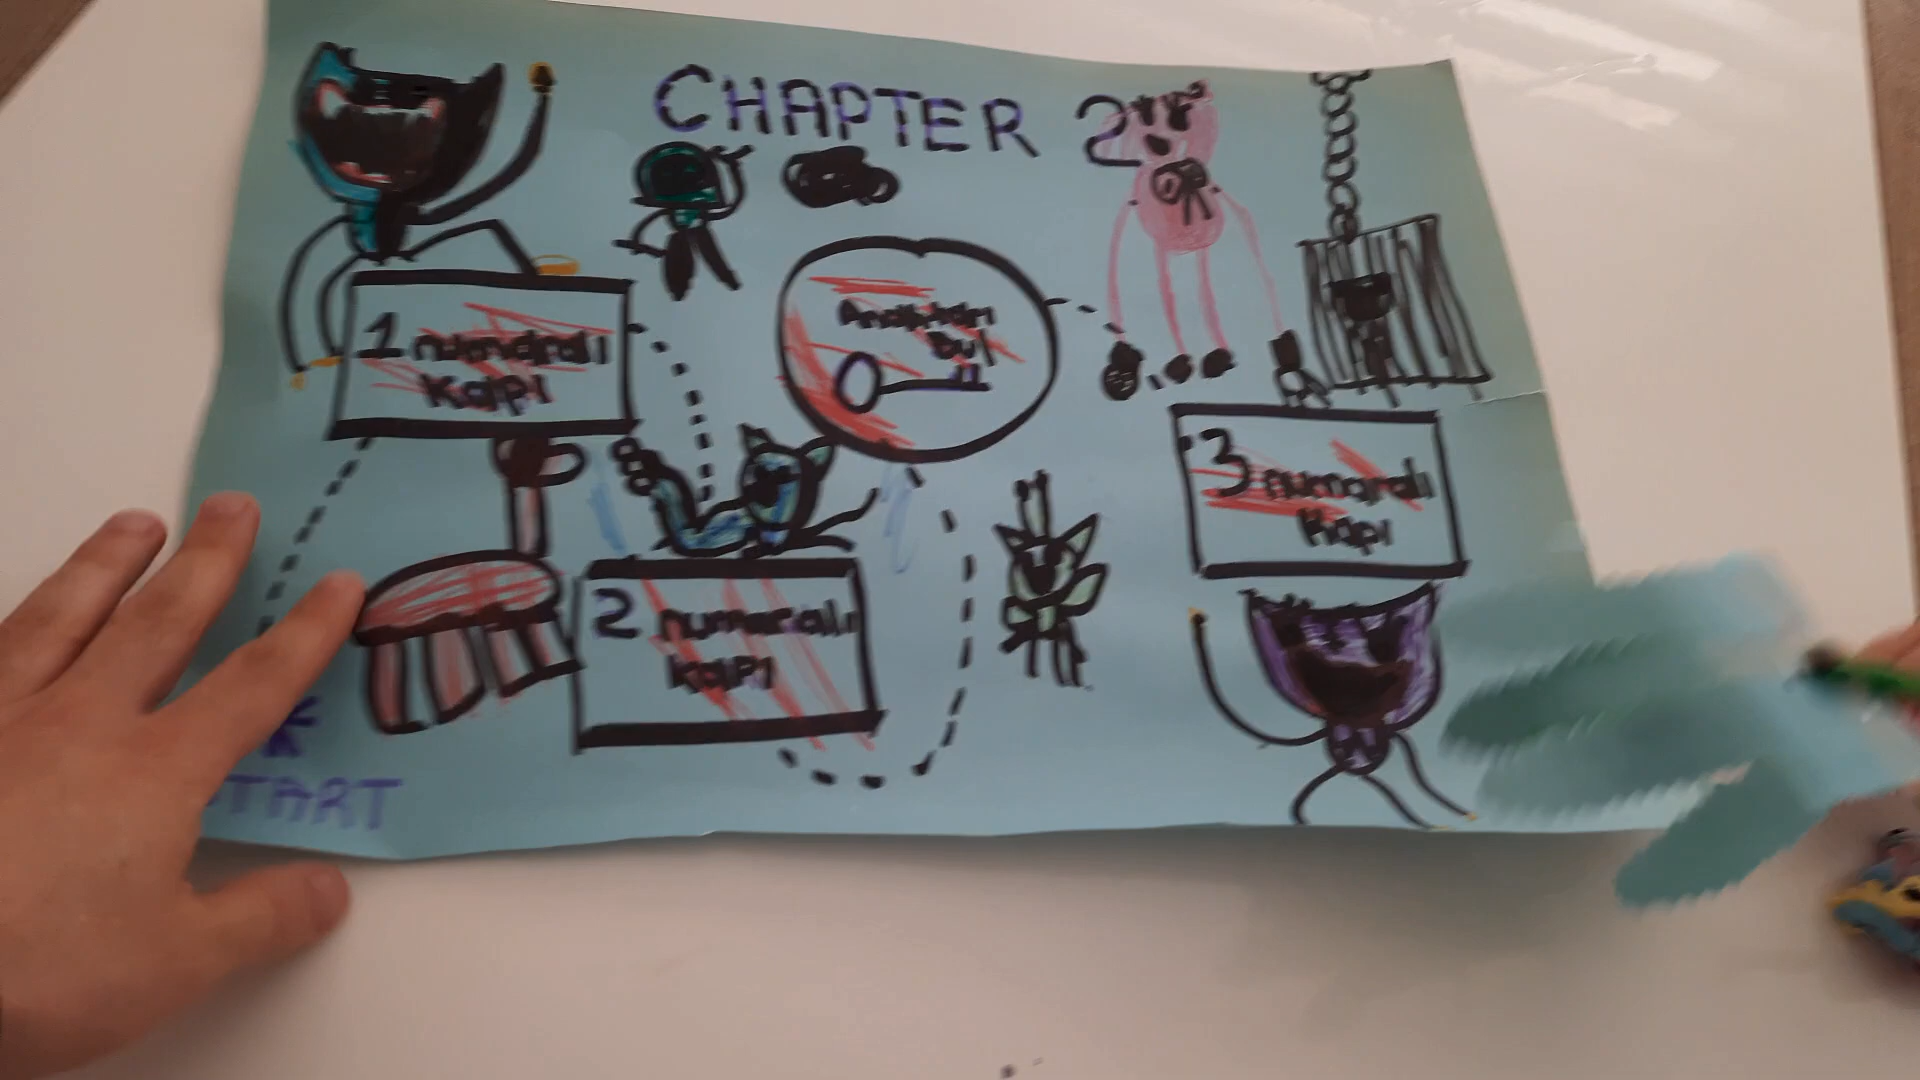 CHAPTER 2
1 numaralı
Kapı
Anahtarı
Bul
2 numaralı
kapı
3 numaralı
Kapı
START